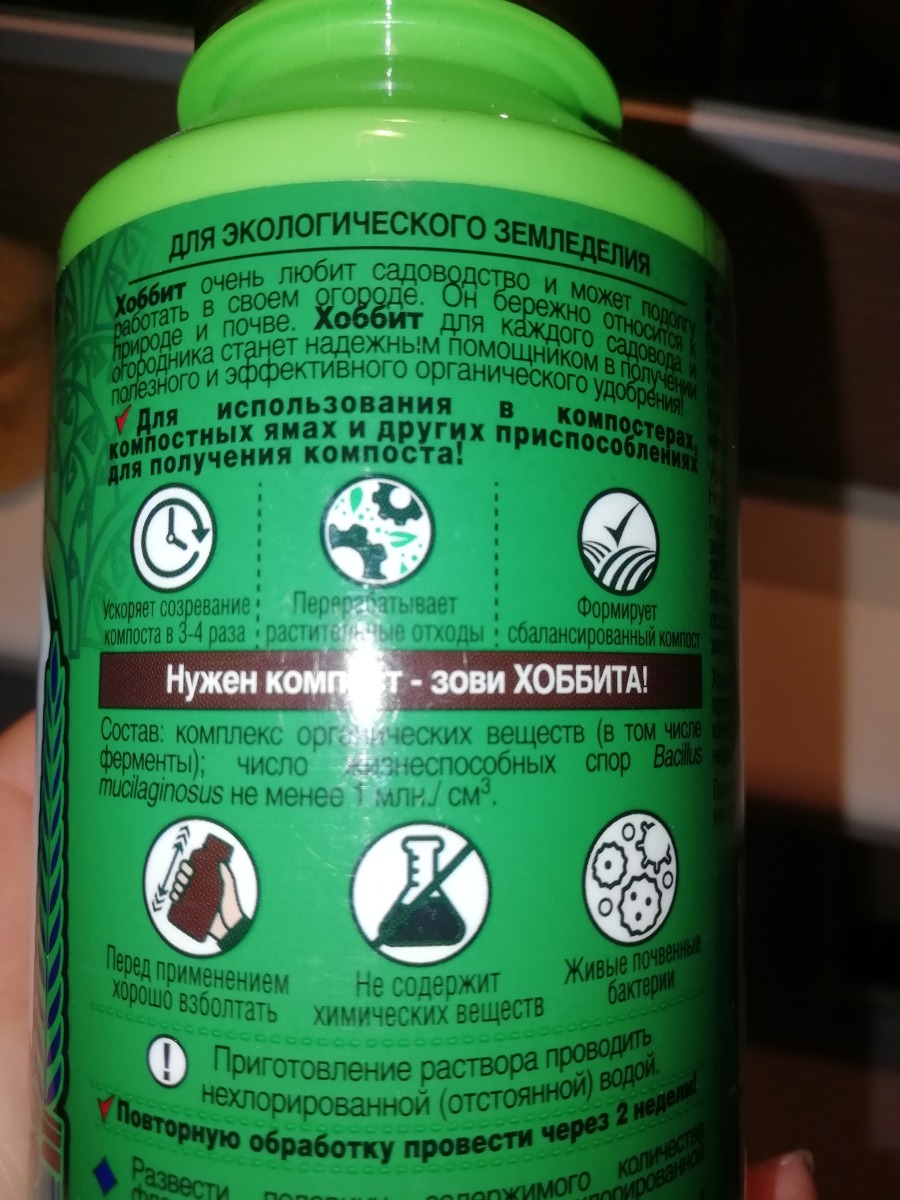 ДЛЯ ЭКОЛОГИЧЕСКОГО ЗЕМЛЕДЕЛИЯ
Хоббит очень любит садоводство и может подолгу
работать в своем огороде. Он бережно относится к
природе и почве. Хоббит для каждого садовода и
огородника станет надежным помощником в получении
полезного и эффективного органического удобрения!
Для использования в компостерах,
компостных ямах и других приспособлениях
для получения компоста!
Ускоряет созревание
компоста в 3-4 раза
Перерабатывает
растительные отходы
Формирует
сбалансированный компост
Нужен компост - зови ХОББИТА!
Состав: комплекс органических веществ (в том числе
ферменты); число жизнеспособных спор Bacillus
mucilaginosus не менее 1 млн./ см³.
Перед применением
хорошо взболтать
Не содержит
химических веществ
Живые почвенные
бактерии
! Приготовление раствора проводить
нехлорированной (отстоянной) водой.
Повторную обработку провести через 2 недели!
Развести половину содержимого количества